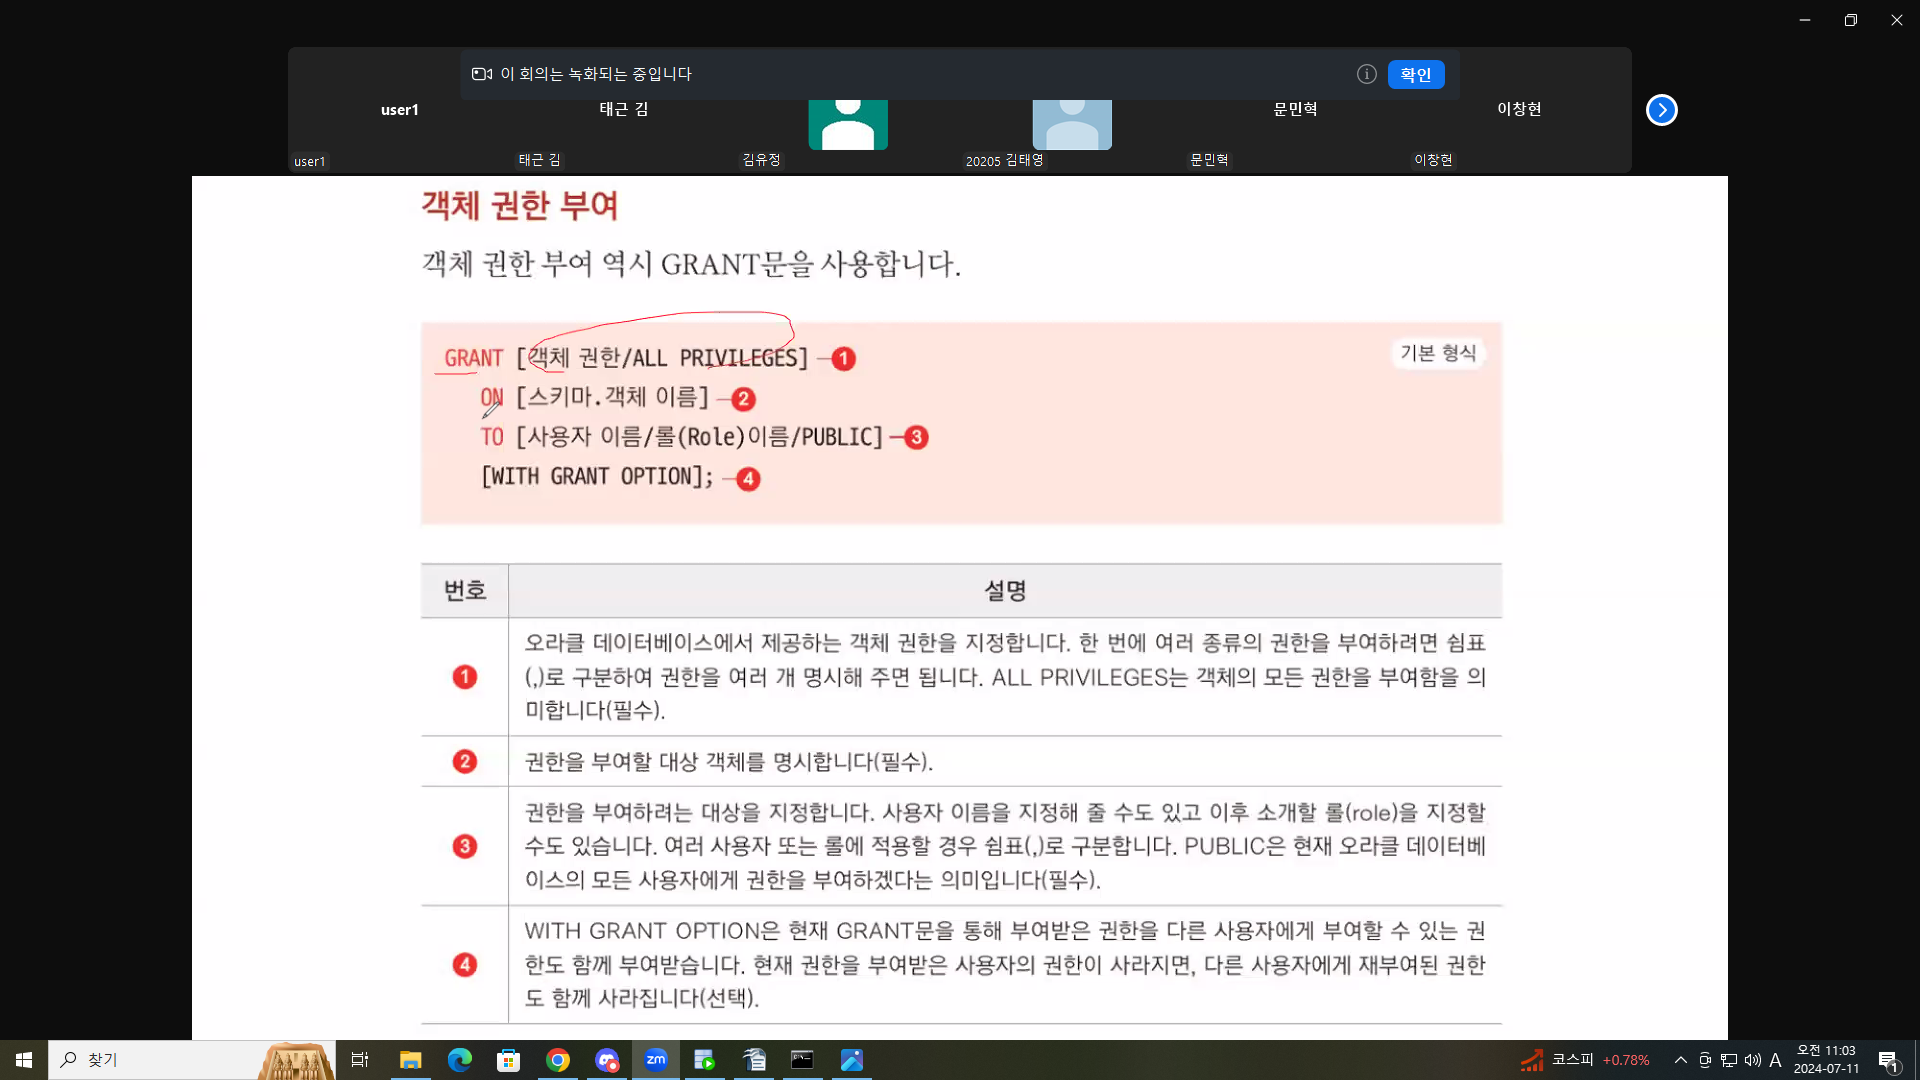 이 회의는 녹화되는 중입니다
확인
user1
태근 김
문민혁
이창현
user1
태근 김
김유정
20205 김태영
문민혁
이창현
객체 권한 부여
객체 권한 부여 역시 GRANT문을 사용합니다.
GRANT [객체 권한/ALL PRIVILEGES] ①
기본 형식
ON [스키마.객체 이름] ②
TO [사용자 이름/롤(Role)이름/PUBLIC] ③
[WITH GRANT OPTION]; ④
번호
설명
①
오라클 데이터베이스에서 제공하는 객체 권한을 지정합니다. 한 번에 여러 종류의 권한을 부여하려면 쉼표
(,)로 구분하여 권한을 여러 개 명시해 주면 됩니다. ALL PRIVILEGES는 객체의 모든 권한을 부여함을 의
미합니다(필수).
②
권한을 부여할 대상 객체를 명시합니다(필수).
③
권한을 부여하려는 대상을 지정합니다. 사용자 이름을 지정해 줄 수도 있고 이후 소개할 롤(role)을 지정할
수도 있습니다. 여러 사용자 또는 롤에 적용할 경우 쉼표(,)로 구분합니다. PUBLIC은 현재 오라클 데이터베
이스의 모든 사용자에게 권한을 부여하겠다는 의미입니다(필수).
④
WITH GRANT OPTION은 현재 GRANT문을 통해 부여받은 권한을 다른 사용자에게 부여할 수 있는 권
한도 함께 부여받습니다. 현재 권한을 부여받은 사용자의 권한이 사라지면, 다른 사용자에게 재부여된 권한
도 함께 사라집니다(선택).
찾기
zm
코스피 +0.78%
A
오전 11:03
2024-07-11
1